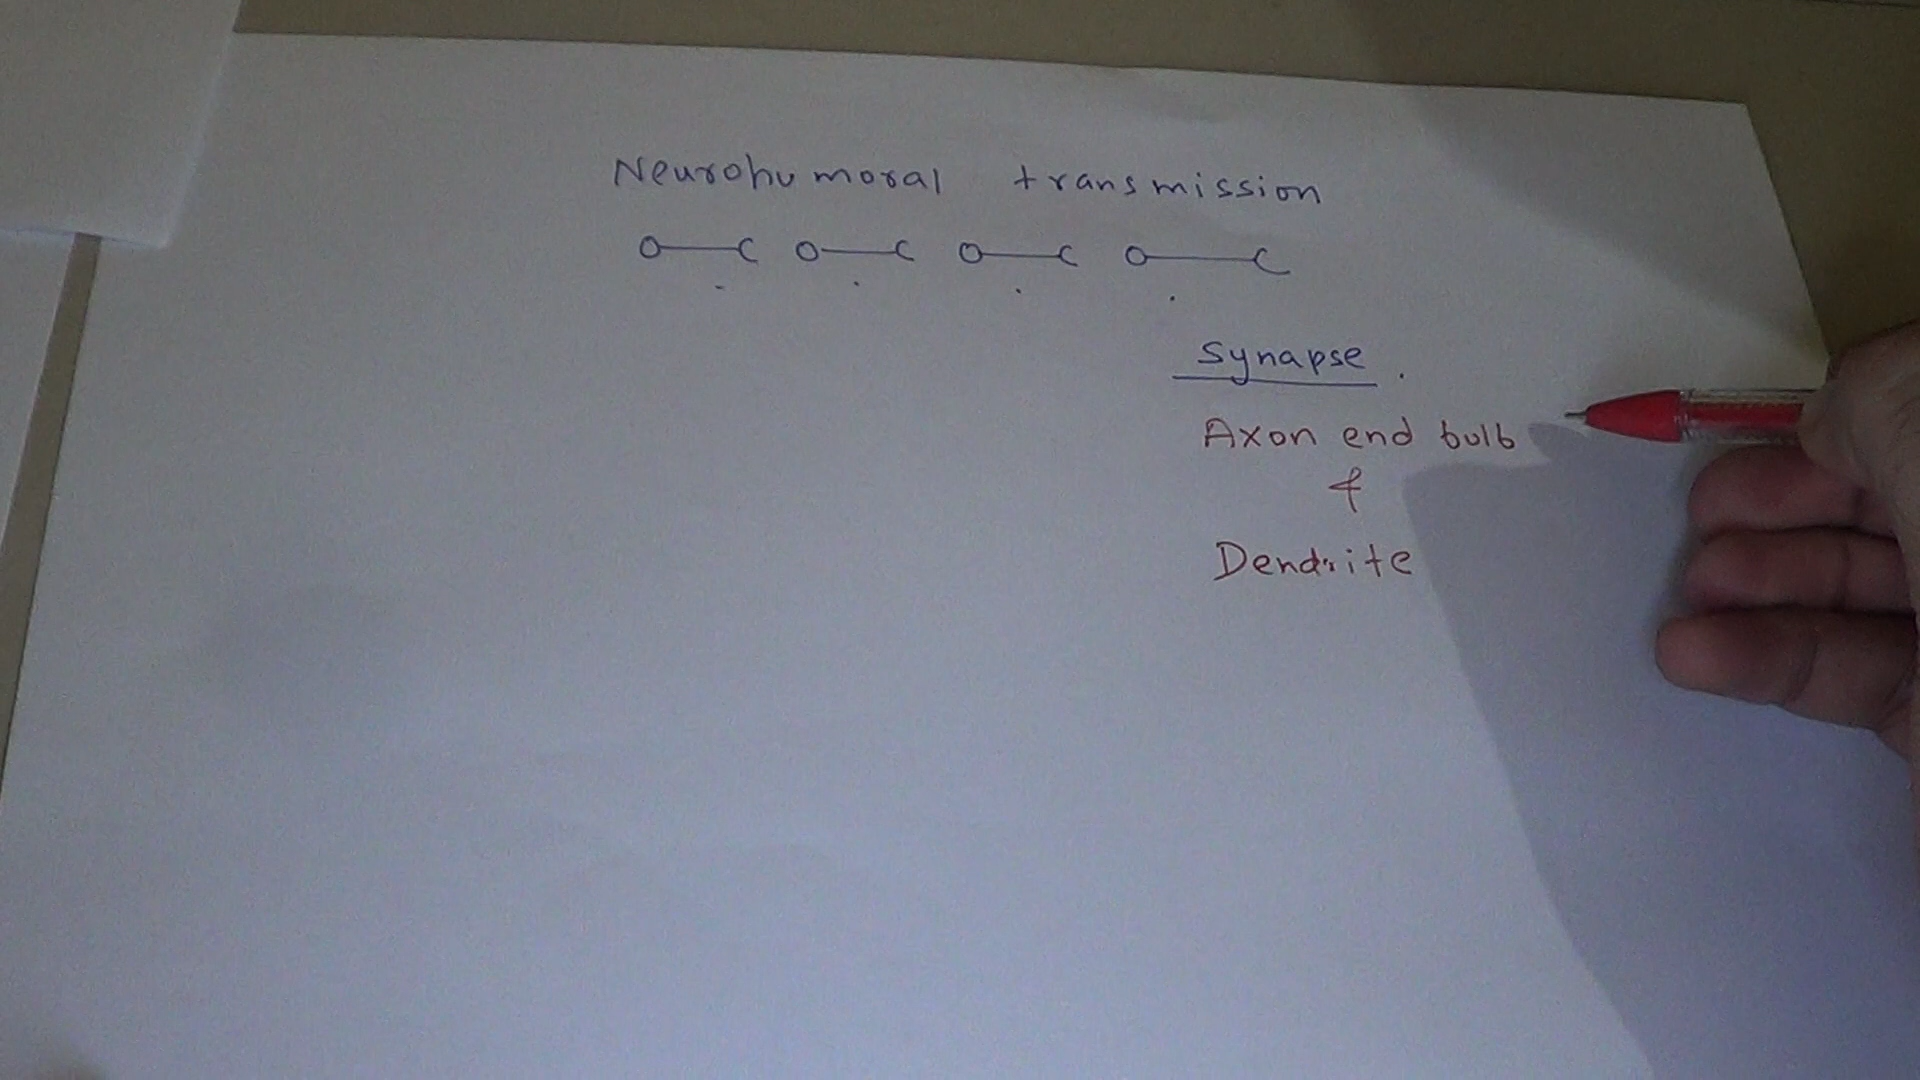 Neurohumoral transmission
Synapse.
Axon end bulb
&
Dendrite